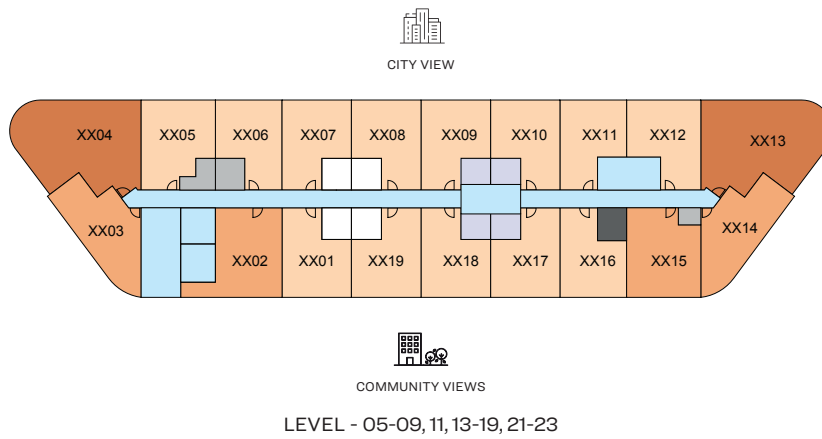 CITY VIEW
XX04 XX05 XX06 XX07 XX08 XX09 XX10 XX11 XX12 XX13
XX03 XX02 XX01 XX19 XX18 XX17 XX16 XX15 XX14
COMMUNITY VIEWS
LEVEL - 05-09, 11, 13-19, 21-23